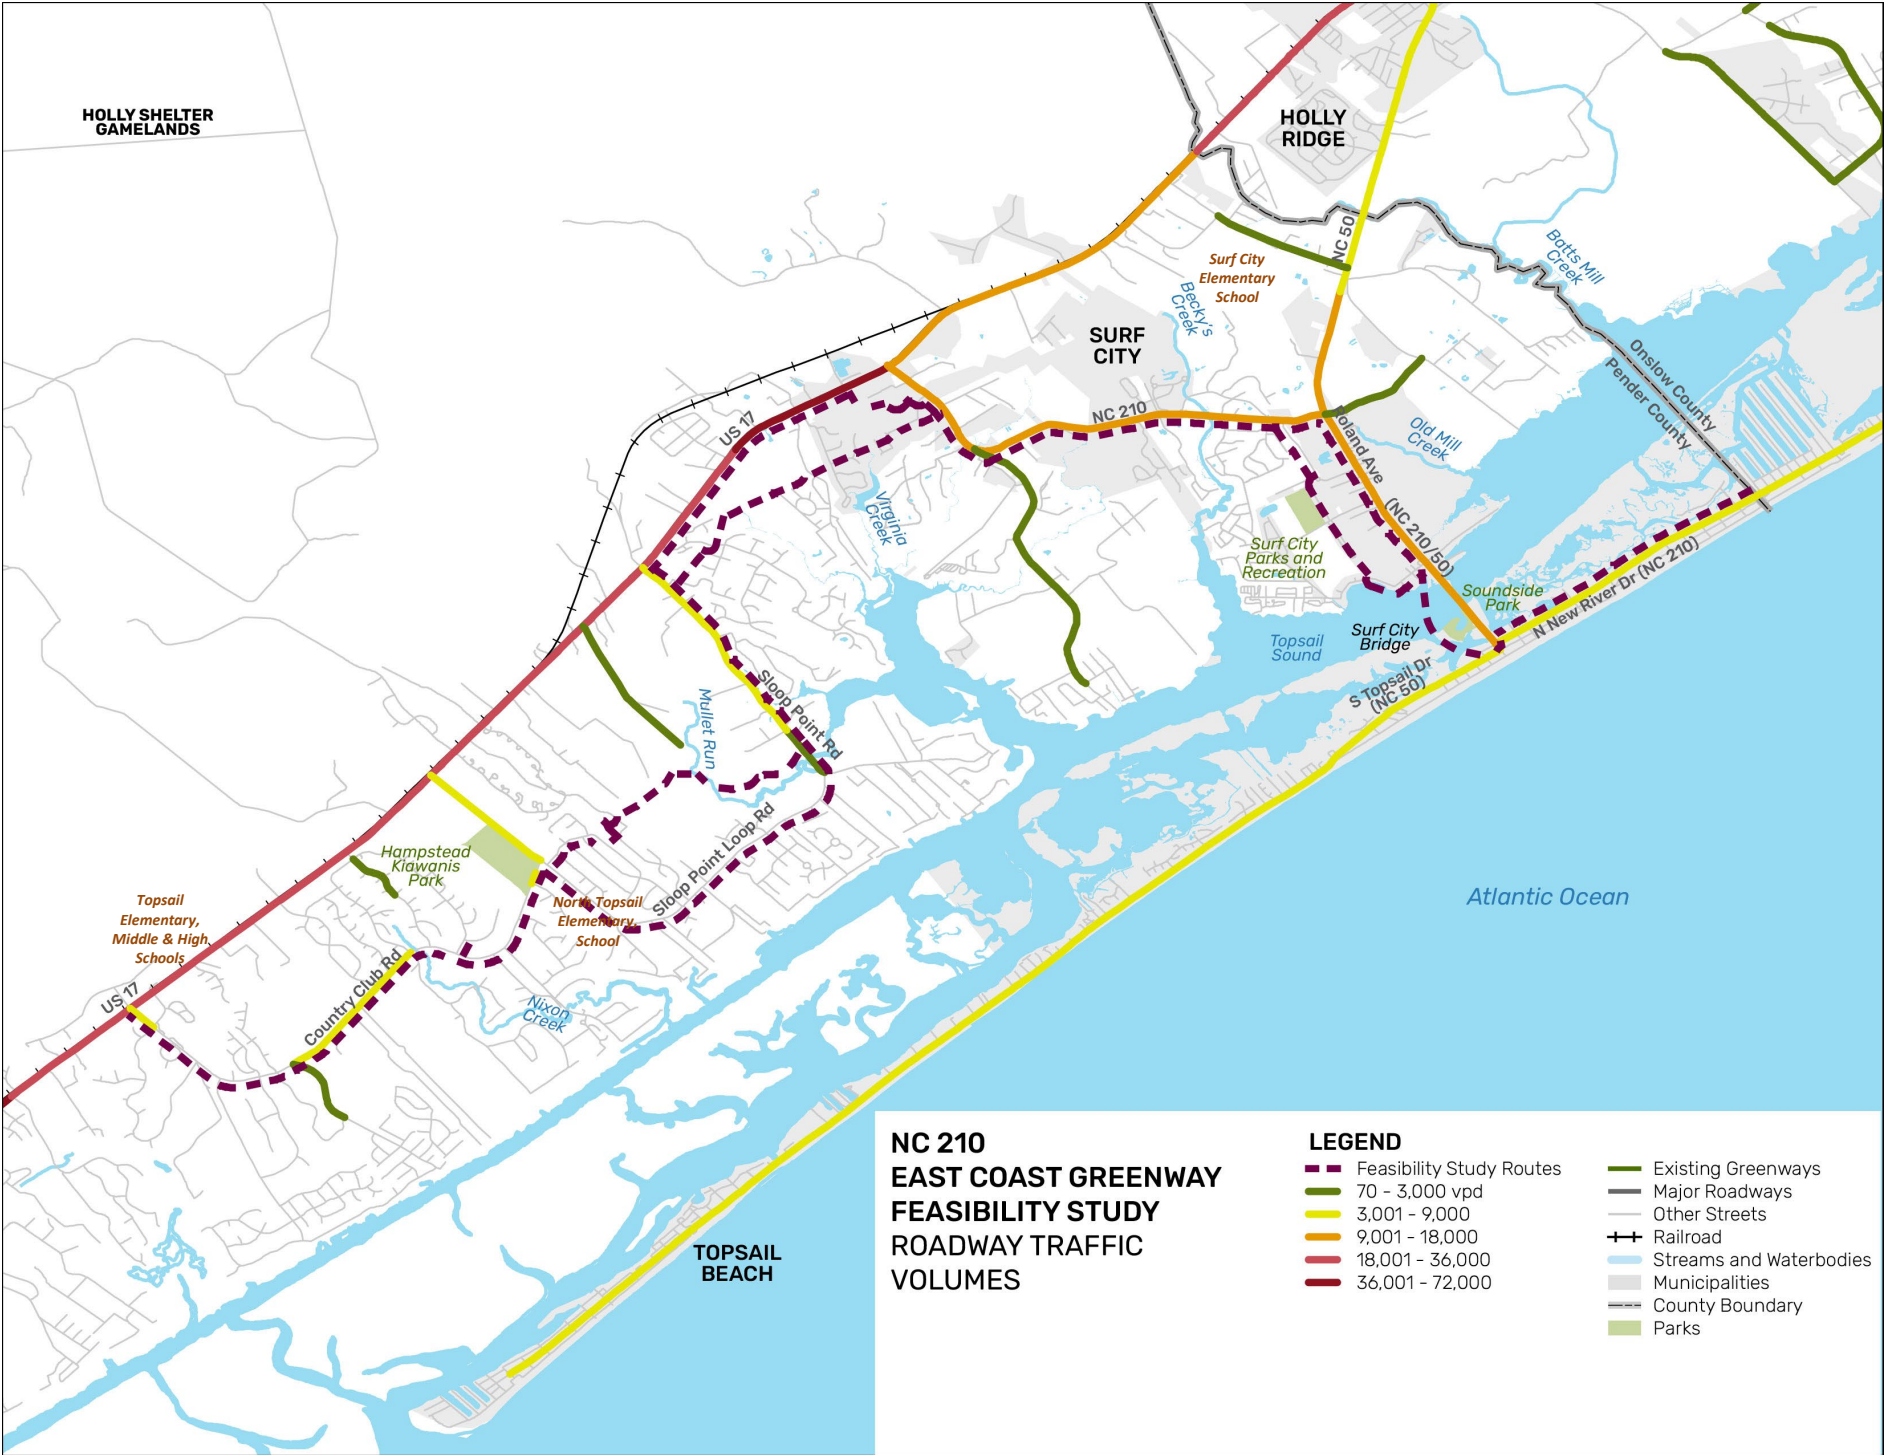 HOLLY SHELTER
GAMELANDS
HOLLY
RIDGE
NC 50
Batts Mill
Creek
Surf City
Elementary
School
Becky's
Creek
SURF
CITY
Onslow County
Pender County
NC 210
US 17
Roland Ave
(NC 210/50)
Old Mill
Creek
Virginia
Creek
Surf City
Parks and
Recreation
Soundside
Park
N New River Dr (NC 210)
Surf City
Bridge
Topsail
Sound
S Topsail Dr
(NC 50)
Sloop Point Rd
Mullet Run
Sloop Point Loop Rd
Hampstead
Kiawanis
Park
Topsail
Elementary,
Middle & High
Schools
North Topsail
Elementary,
School
Atlantic Ocean
Country Club Rd
US 17
Nixon
Creek
TOPSAIL
BEACH
NC 210
EAST COAST GREENWAY
FEASIBILITY STUDY
ROADWAY TRAFFIC
VOLUMES
LEGEND
Feasibility Study Routes
70 - 3,000 vpd
3,001 - 9,000
9,001 - 18,000
18,001 - 36,000
36,001 - 72,000
Existing Greenways
Major Roadways
Other Streets
Railroad
Streams and Waterbodies
Municipalities
County Boundary
Parks